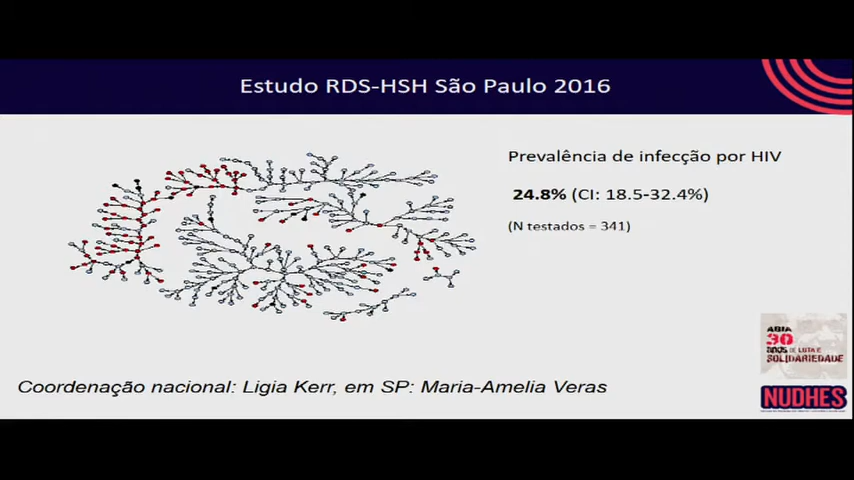 Estudo RDS-HSH São Paulo 2016
Prevalência de infecção por HIV
24.8% (CI: 18.5-32.4%)
(N testados = 341)
ABIA
30
anos DE LUTA E
SOLIDARIEDADE
Coordenação nacional: Ligia Kerr, em SP: Maria-Amelia Veras
NUDHES